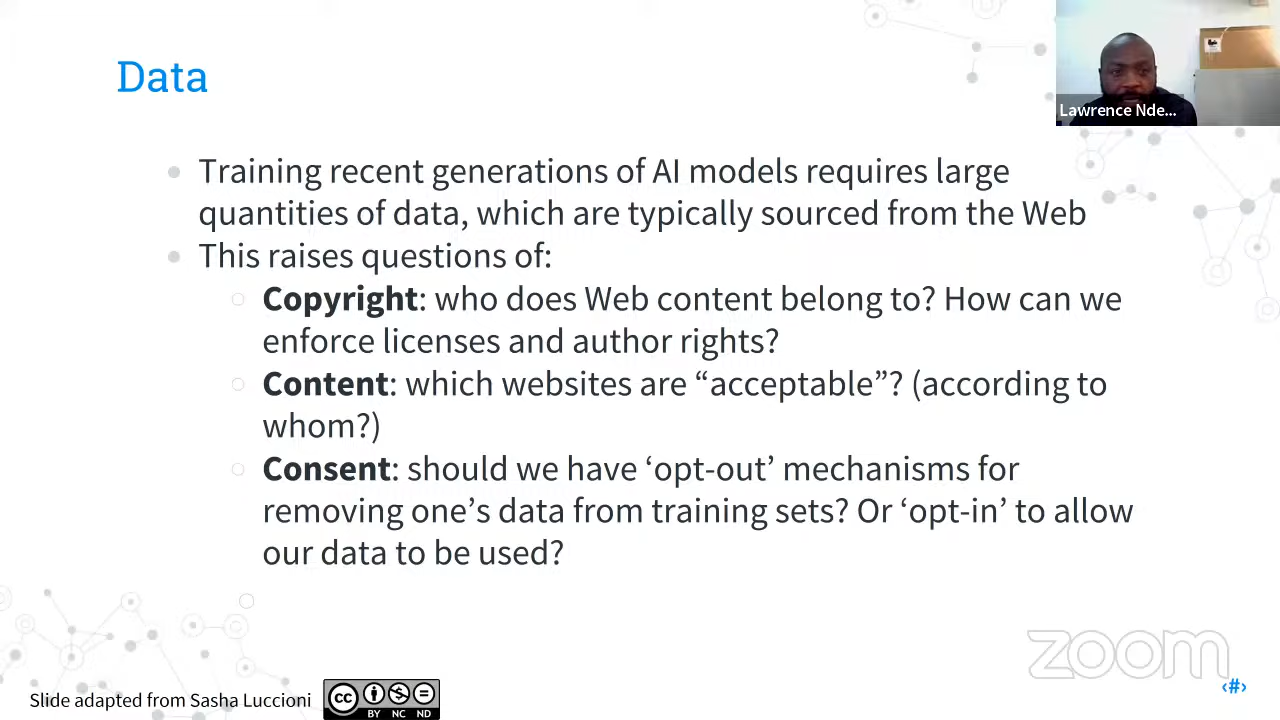 Data
Lawrence Nde...
Training recent generations of AI models requires large
quantities of data, which are typically sourced from the Web
This raises questions of:
Copyright: who does Web content belong to? How can we
enforce licenses and author rights?
Content: which websites are “acceptable”? (according to
whom?)
Consent: should we have ‘opt-out’ mechanisms for
removing one’s data from training sets? Or ‘opt-in’ to allow
our data to be used?
zoom
Slide adapted from Sasha Luccioni
cc
BY NC ND
‹#›